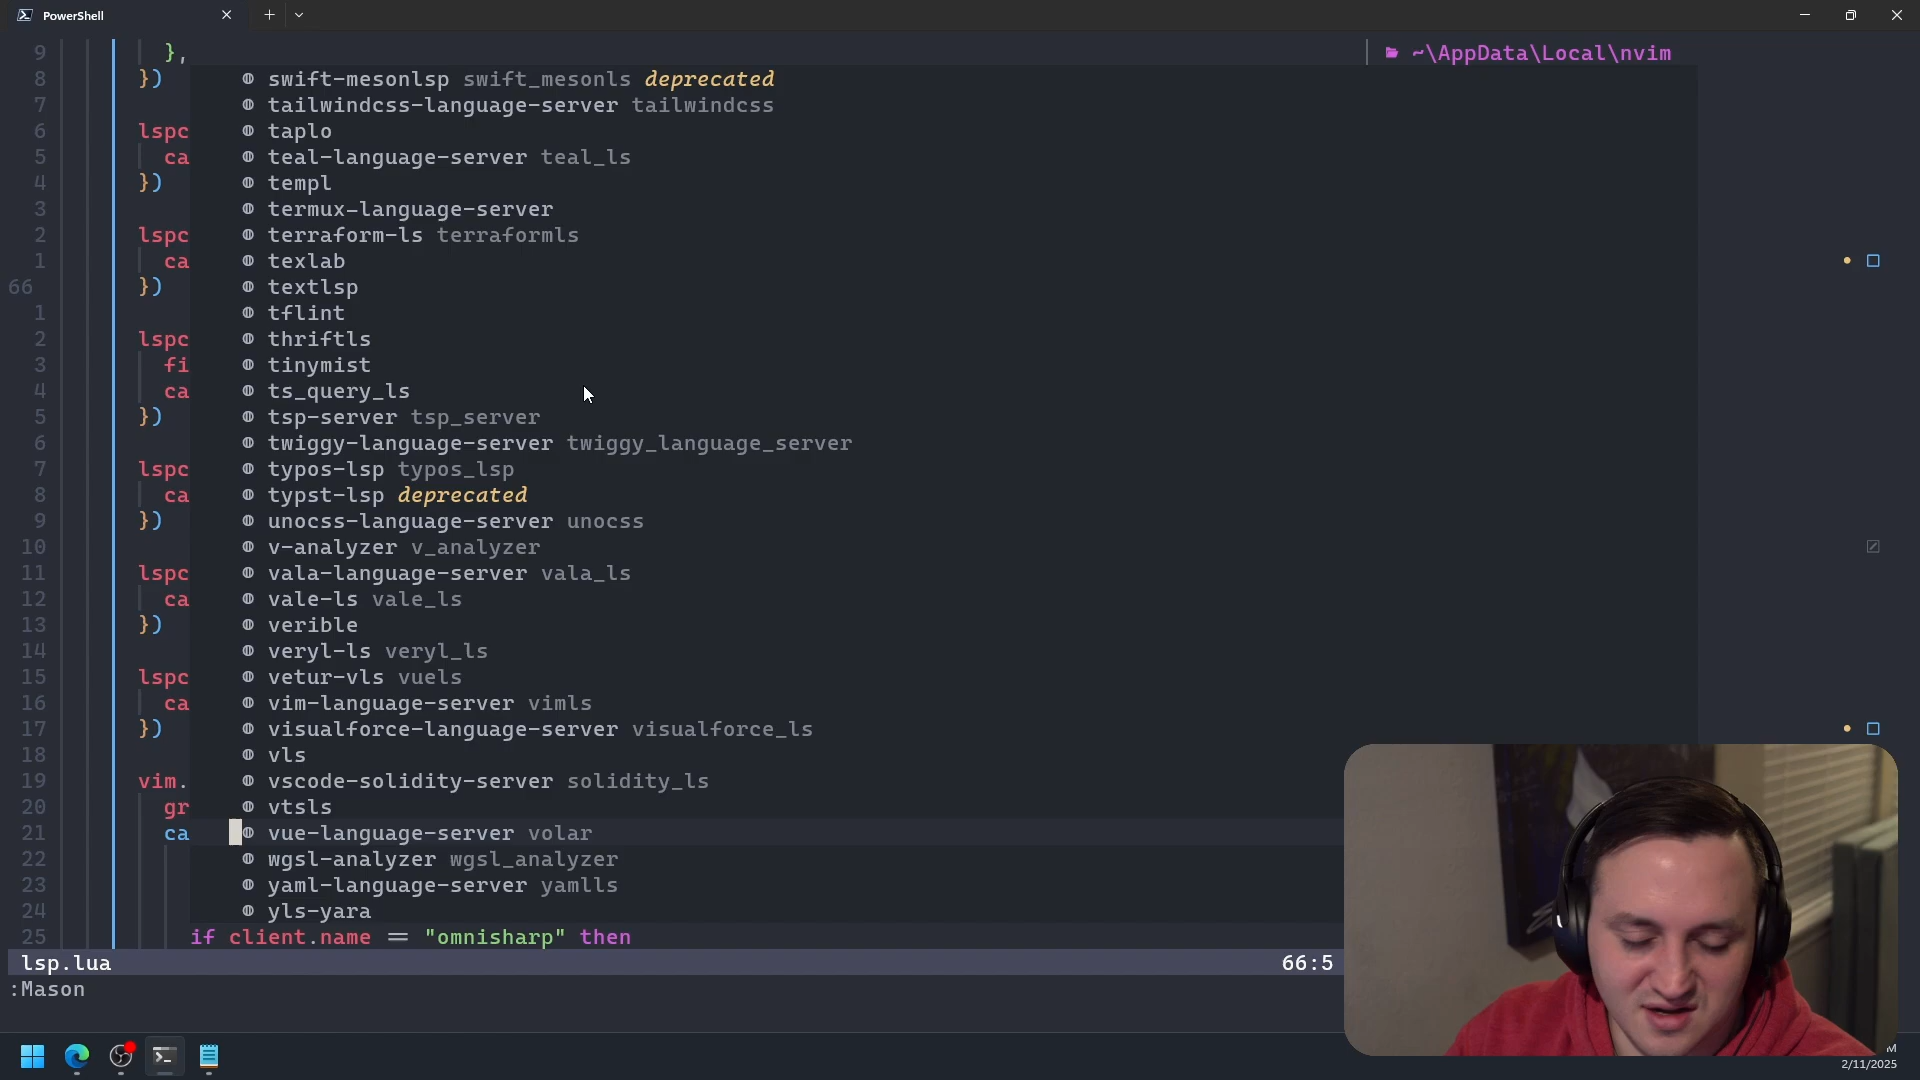 PowerShell
9 }, ~\AppData\Local\nvim
8 }) swift-mesonlsp swift_mesonls deprecated
7 tailwindcss-language-server tailwindcss
6 lspc taplo
5 ca teal-language-server teal_ls
4 }) templ
3 termux-language-server
2 lspc terraform-ls terraformls
1 ca texlab
66 }) textlsp
1 tflint
2 lspc thriftls
3 fi tinymist
4 ca ts_query_ls
5 }) tsp-server tsp_server
6 twiggy-language-server twiggy_language_server
7 lspc typos-lsp typos_lsp
8 ca typst-lsp deprecated
9 }) unocss-language-server unocss
10 v-analyzer v_analyzer
11 lspc vala-language-server vala_ls
12 ca vale-ls vale_ls
13 }) verible
14 veryl-ls veryl_ls
15 lspc vetur-vls vuels
16 ca vim-language-server vimls
17 }) visualforce-language-server visualforce_ls
18 vls
19 vim. vscode-solidity-server solidity_ls
20 gr vtsls
21 ca vue-language-server volar
22 wgsl-analyzer wgsl_analyzer
23 yaml-language-server yamlls
24 yls-yara
25 if client.name == "omnisharp" then
lsp.lua 66:5
:Mason
M
2/11/2025